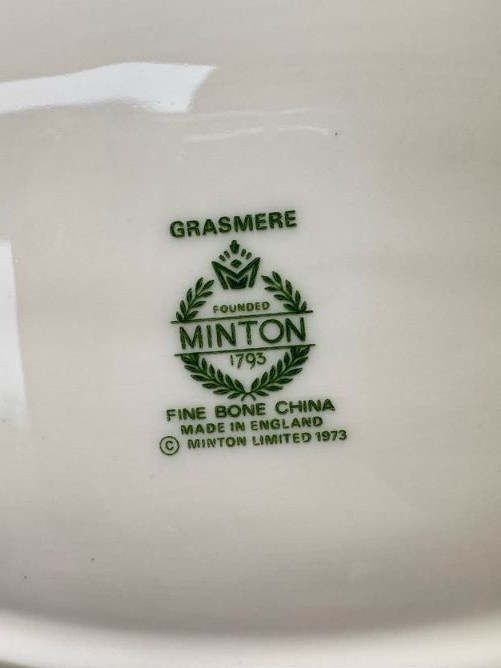 GRASMERE
FOUNDED
MINTON
1793
FINE BONE CHINA
MADE IN ENGLAND
© MINTON LIMITED 1973